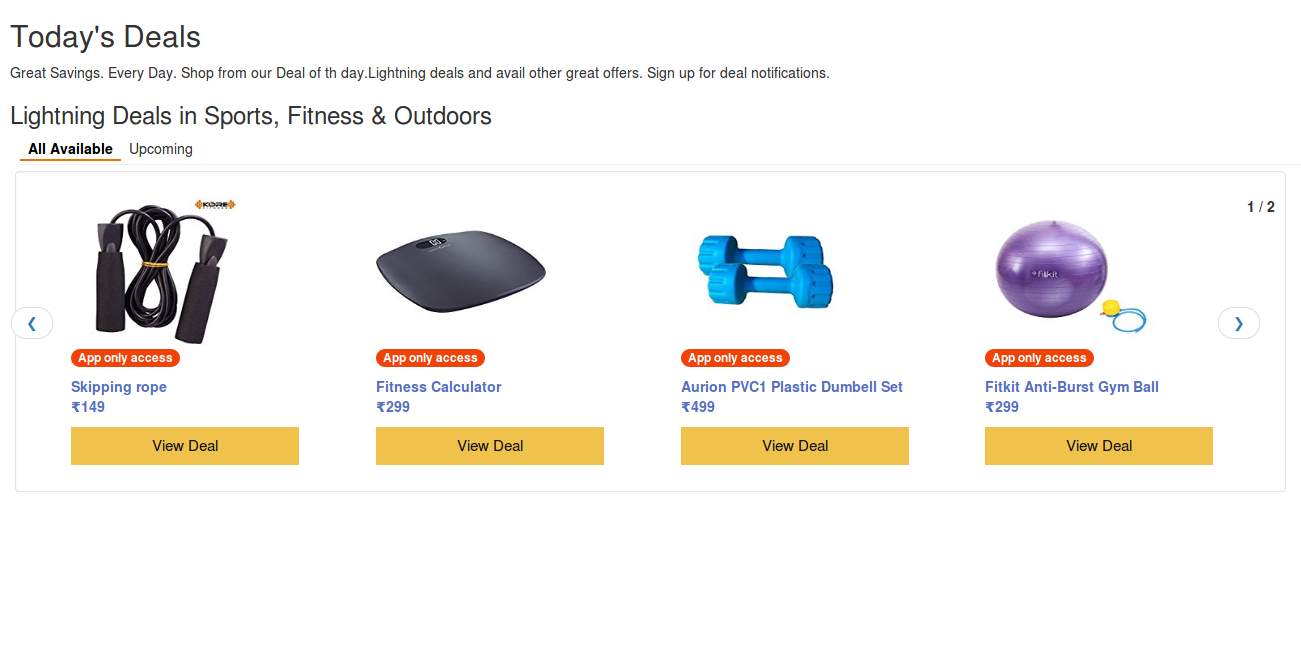 Today's Deals
Great Savings. Every Day. Shop from our Deal of th day.Lightning deals and avail other great offers. Sign up for deal notifications.
Lightning Deals in Sports, Fitness & Outdoors
All Available Upcoming
1 / 2
KORE
fitkit
❮ ❯
App only access App only access App only access App only access
Skipping rope Fitness Calculator Aurion PVC1 Plastic Dumbell Set Fitkit Anti-Burst Gym Ball
₹149 ₹299 ₹499 ₹299
View Deal View Deal View Deal View Deal